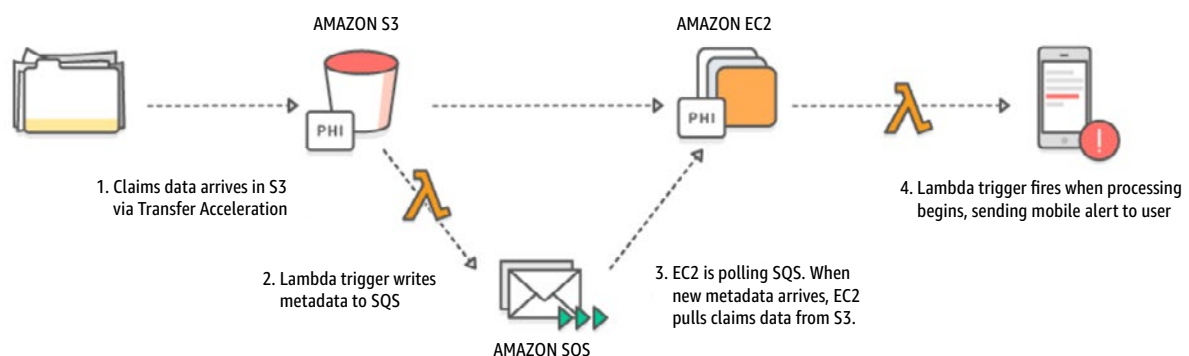 AMAZON S3
AMAZON EC2
PHI
PHI
1. Claims data arrives in S3
via Transfer Acceleration
4. Lambda trigger fires when processing
begins, sending mobile alert to user
2. Lambda trigger writes
metadata to SQS
3. EC2 is polling SQS. When
new metadata arrives, EC2
pulls claims data from S3.
AMAZON SQS